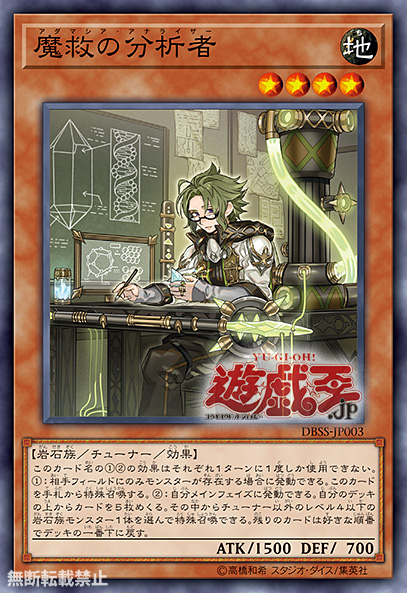 アダマシア・アナライザー
魔救の分析者
地
YU-GI-OH!
遊戯王.jp
DBSS-JP003
【岩石族／チューナー／効果】
このカード名の①②の効果はそれぞれ1ターンに1度しか使用できない。
①：相手フィールドにのみモンスターが存在する場合に発動できる。このカード
を手札から特殊召喚する。②：自分メインフェイズに発動できる。自分のデッキ
の上からカードを5枚めくる。その中からチューナー以外のレベル4以下の
岩石族モンスター1体を選んで特殊召喚できる。残りのカードは好きな順番
でデッキの一番下に戻す。
ATK/1500 DEF/ 700
無断転載禁止
©高橋和希 スタジオ・ダイス/集英社